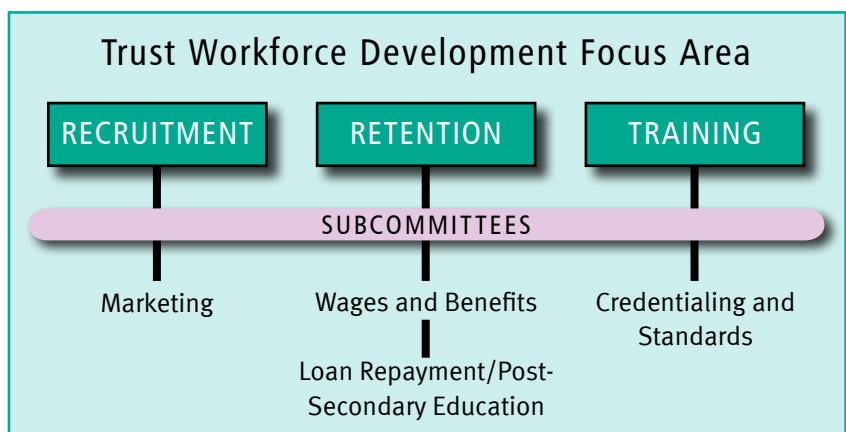 Trust Workforce Development Focus Area
RECRUITMENT
RETENTION
TRAINING
SUBCOMMITTEES
Marketing
Wages and Benefits
Credentialing and
Standards
Loan Repayment/Post-
Secondary Education